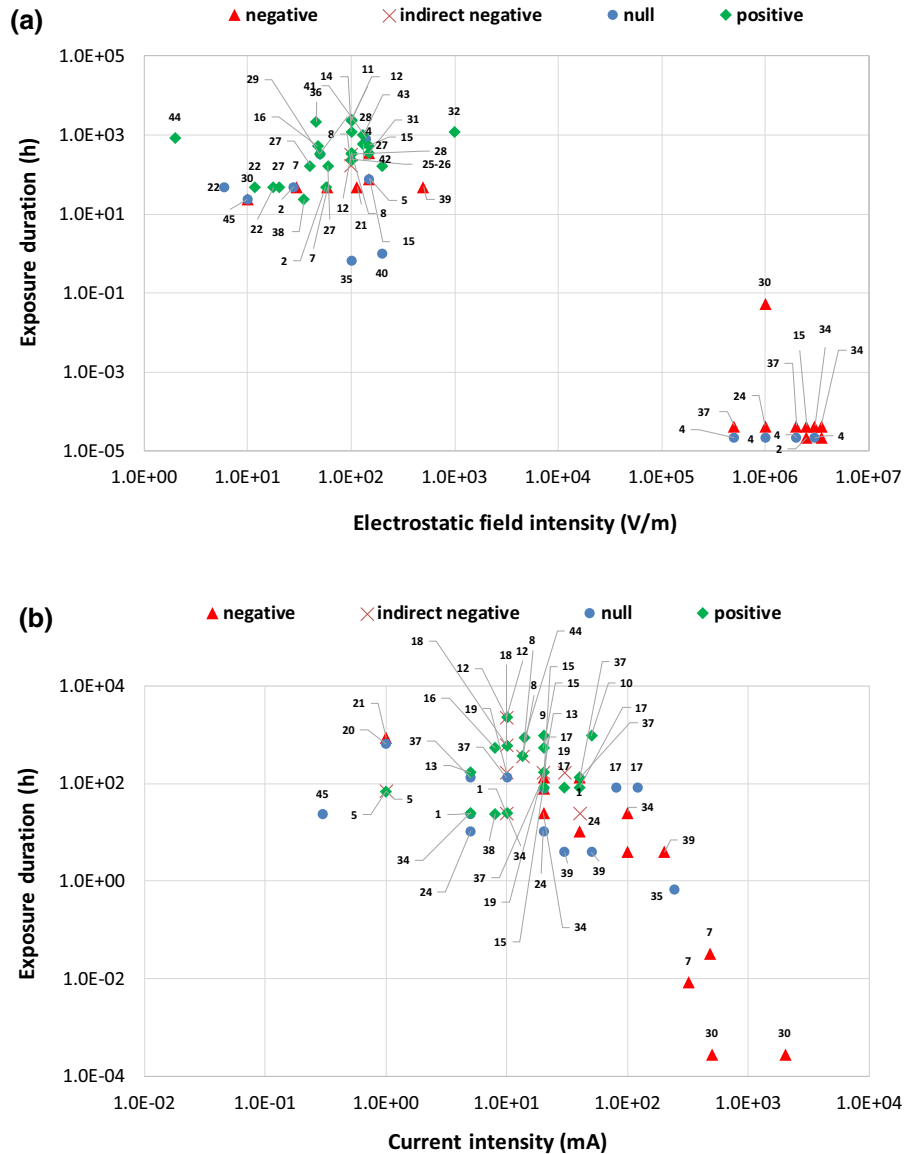 (a)
negative indirect negative null positive
1.0E+05
1.0E+03
1.0E+01
1.0E-01
1.0E-03
1.0E-05
Exposure duration (h)
14 11 12
29 41 43
44 36 32
16 8 28 4 31
15
27 27 28
22 27 7 42 25-26
22 30
2 12 21 8 5 39
45 22 38 27 15
2 7 35 40
30
15 34
37 34
37 24
4 4 4 2 4
1.0E+00 1.0E+01 1.0E+02 1.0E+03 1.0E+04 1.0E+05 1.0E+06 1.0E+07
Electrostatic field intensity (V/m)
(b)
negative indirect negative null positive
1.0E+04
1.0E+02
1.0E+00
1.0E-02
1.0E-04
Exposure duration (h)
18 8 44
12 18 12 15 37
21 16 19 8 15 10
20 37 9 13 17
13 37 17 19 37
45 17 17 17
5 5 1 1
1 34 24 34
34 38 34 39
24 37 24 39 39 35
19
15 34
7
7
30 30
1.0E-02 1.0E-01 1.0E+00 1.0E+01 1.0E+02 1.0E+03 1.0E+04
Current intensity (mA)